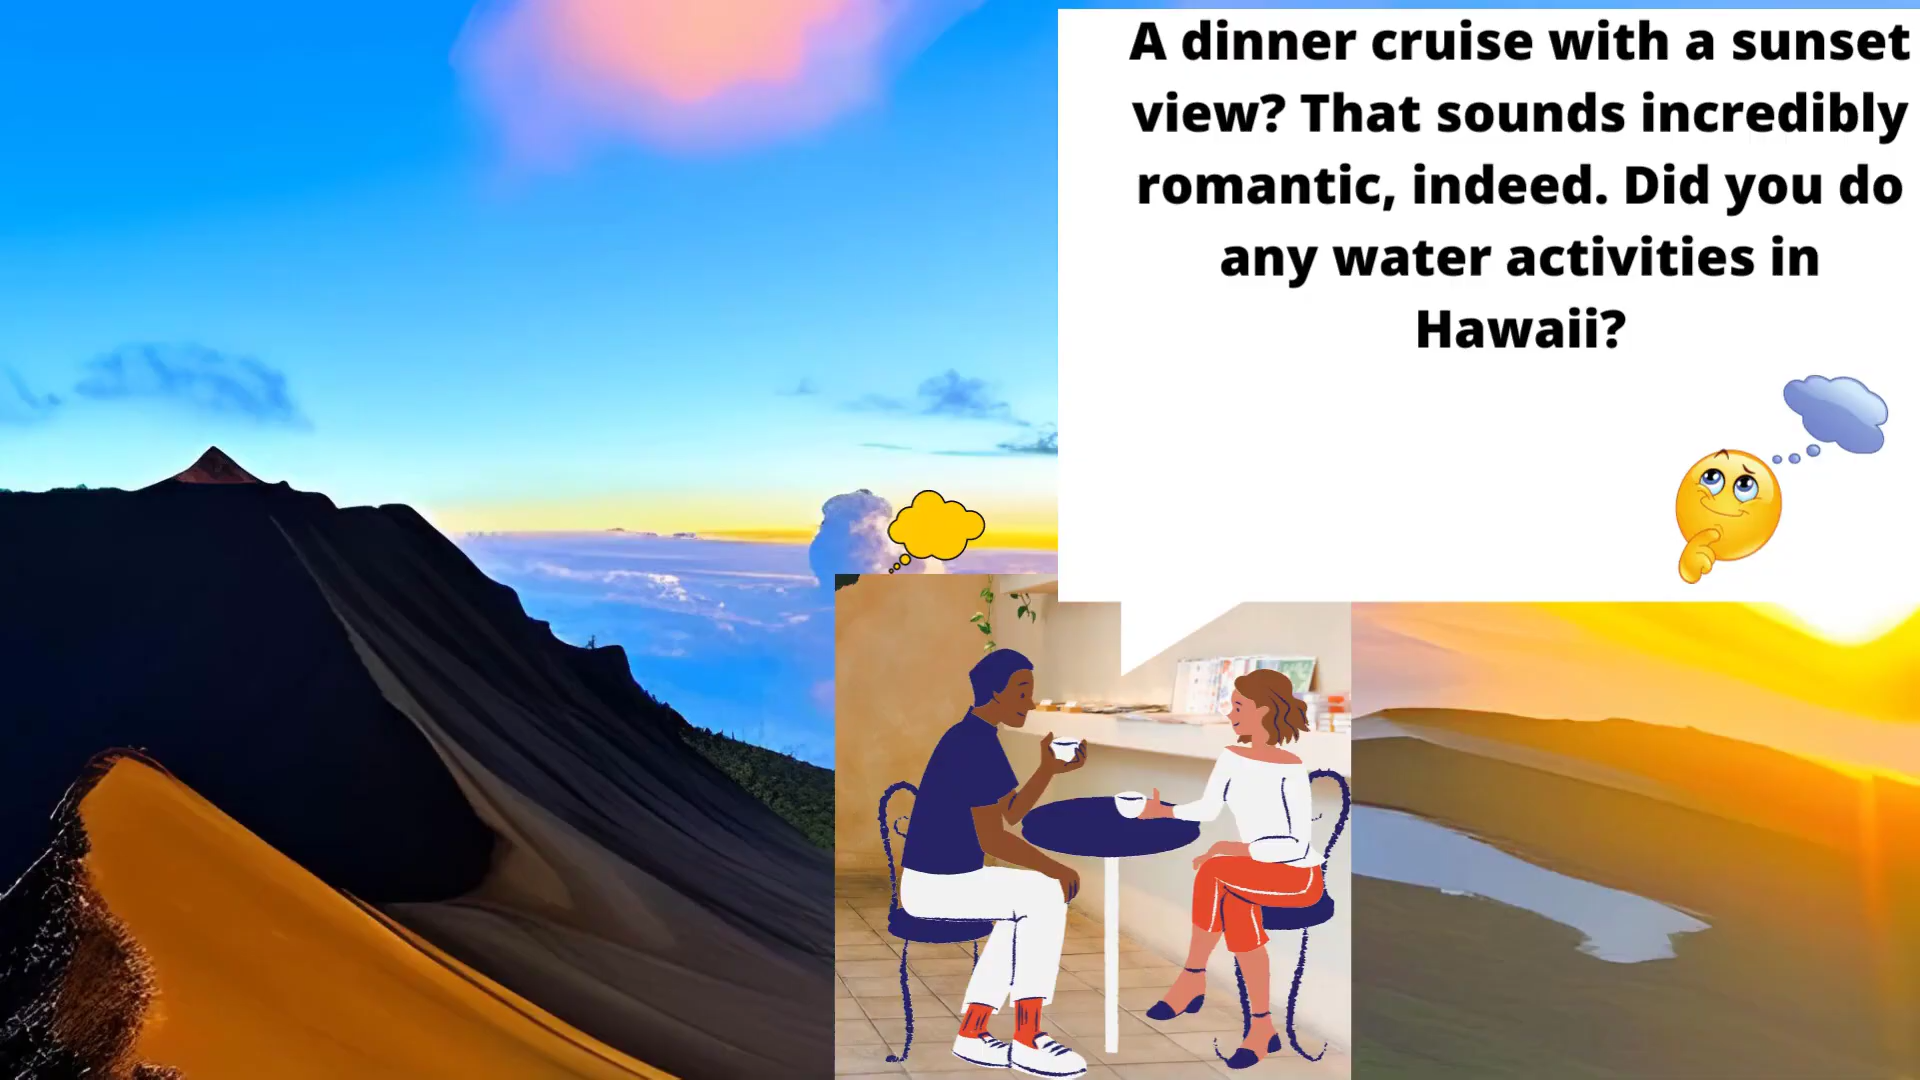 A dinner cruise with a sunset
view? That sounds incredibly
romantic, indeed. Did you do
any water activities in
Hawaii?